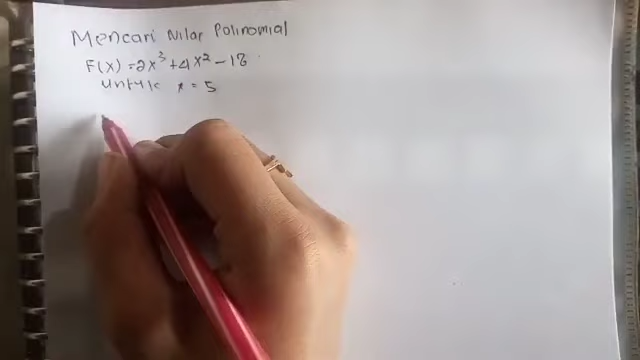 Mencari Nilai Polinomial
F(x) = 2x³ + 4x² - 18
Untuk x = 5